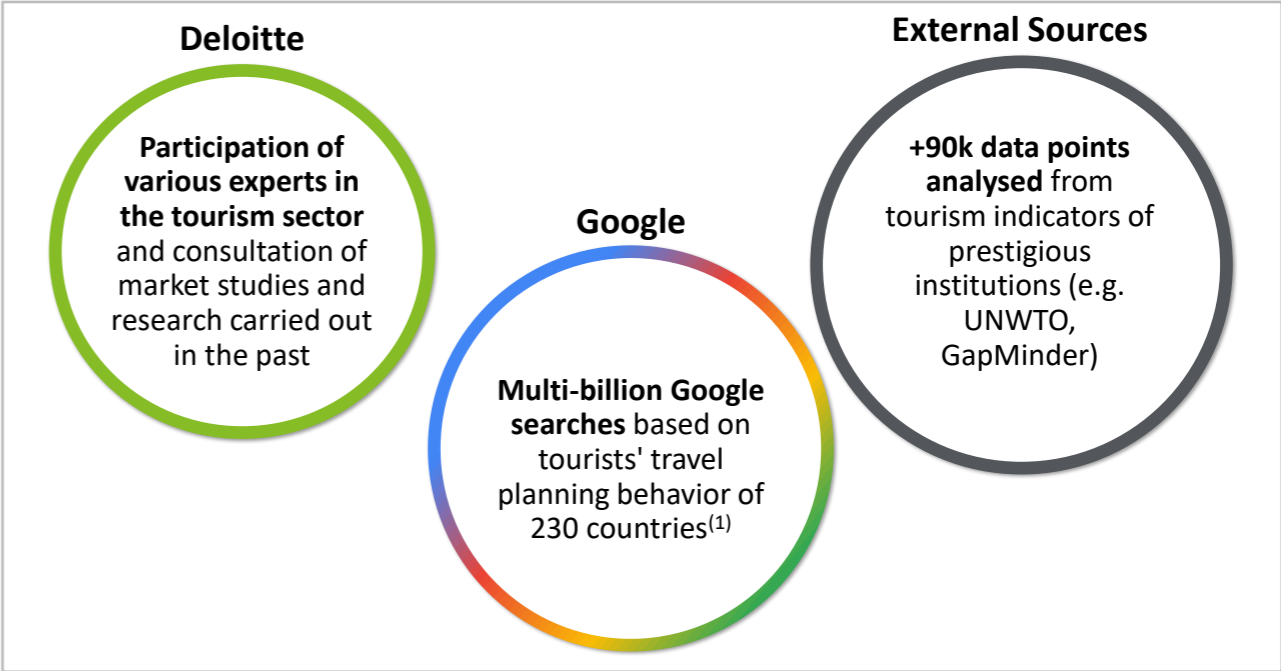 Deloitte
Participation of
various experts in
the tourism sector
and consultation of
market studies and
research carried out
in the past
Google
Multi-billion Google
searches based on
tourists' travel
planning behavior of
230 countries(1)
External Sources
+90k data points
analysed from
tourism indicators of
prestigious
institutions (e.g.
UNWTO,
GapMinder)